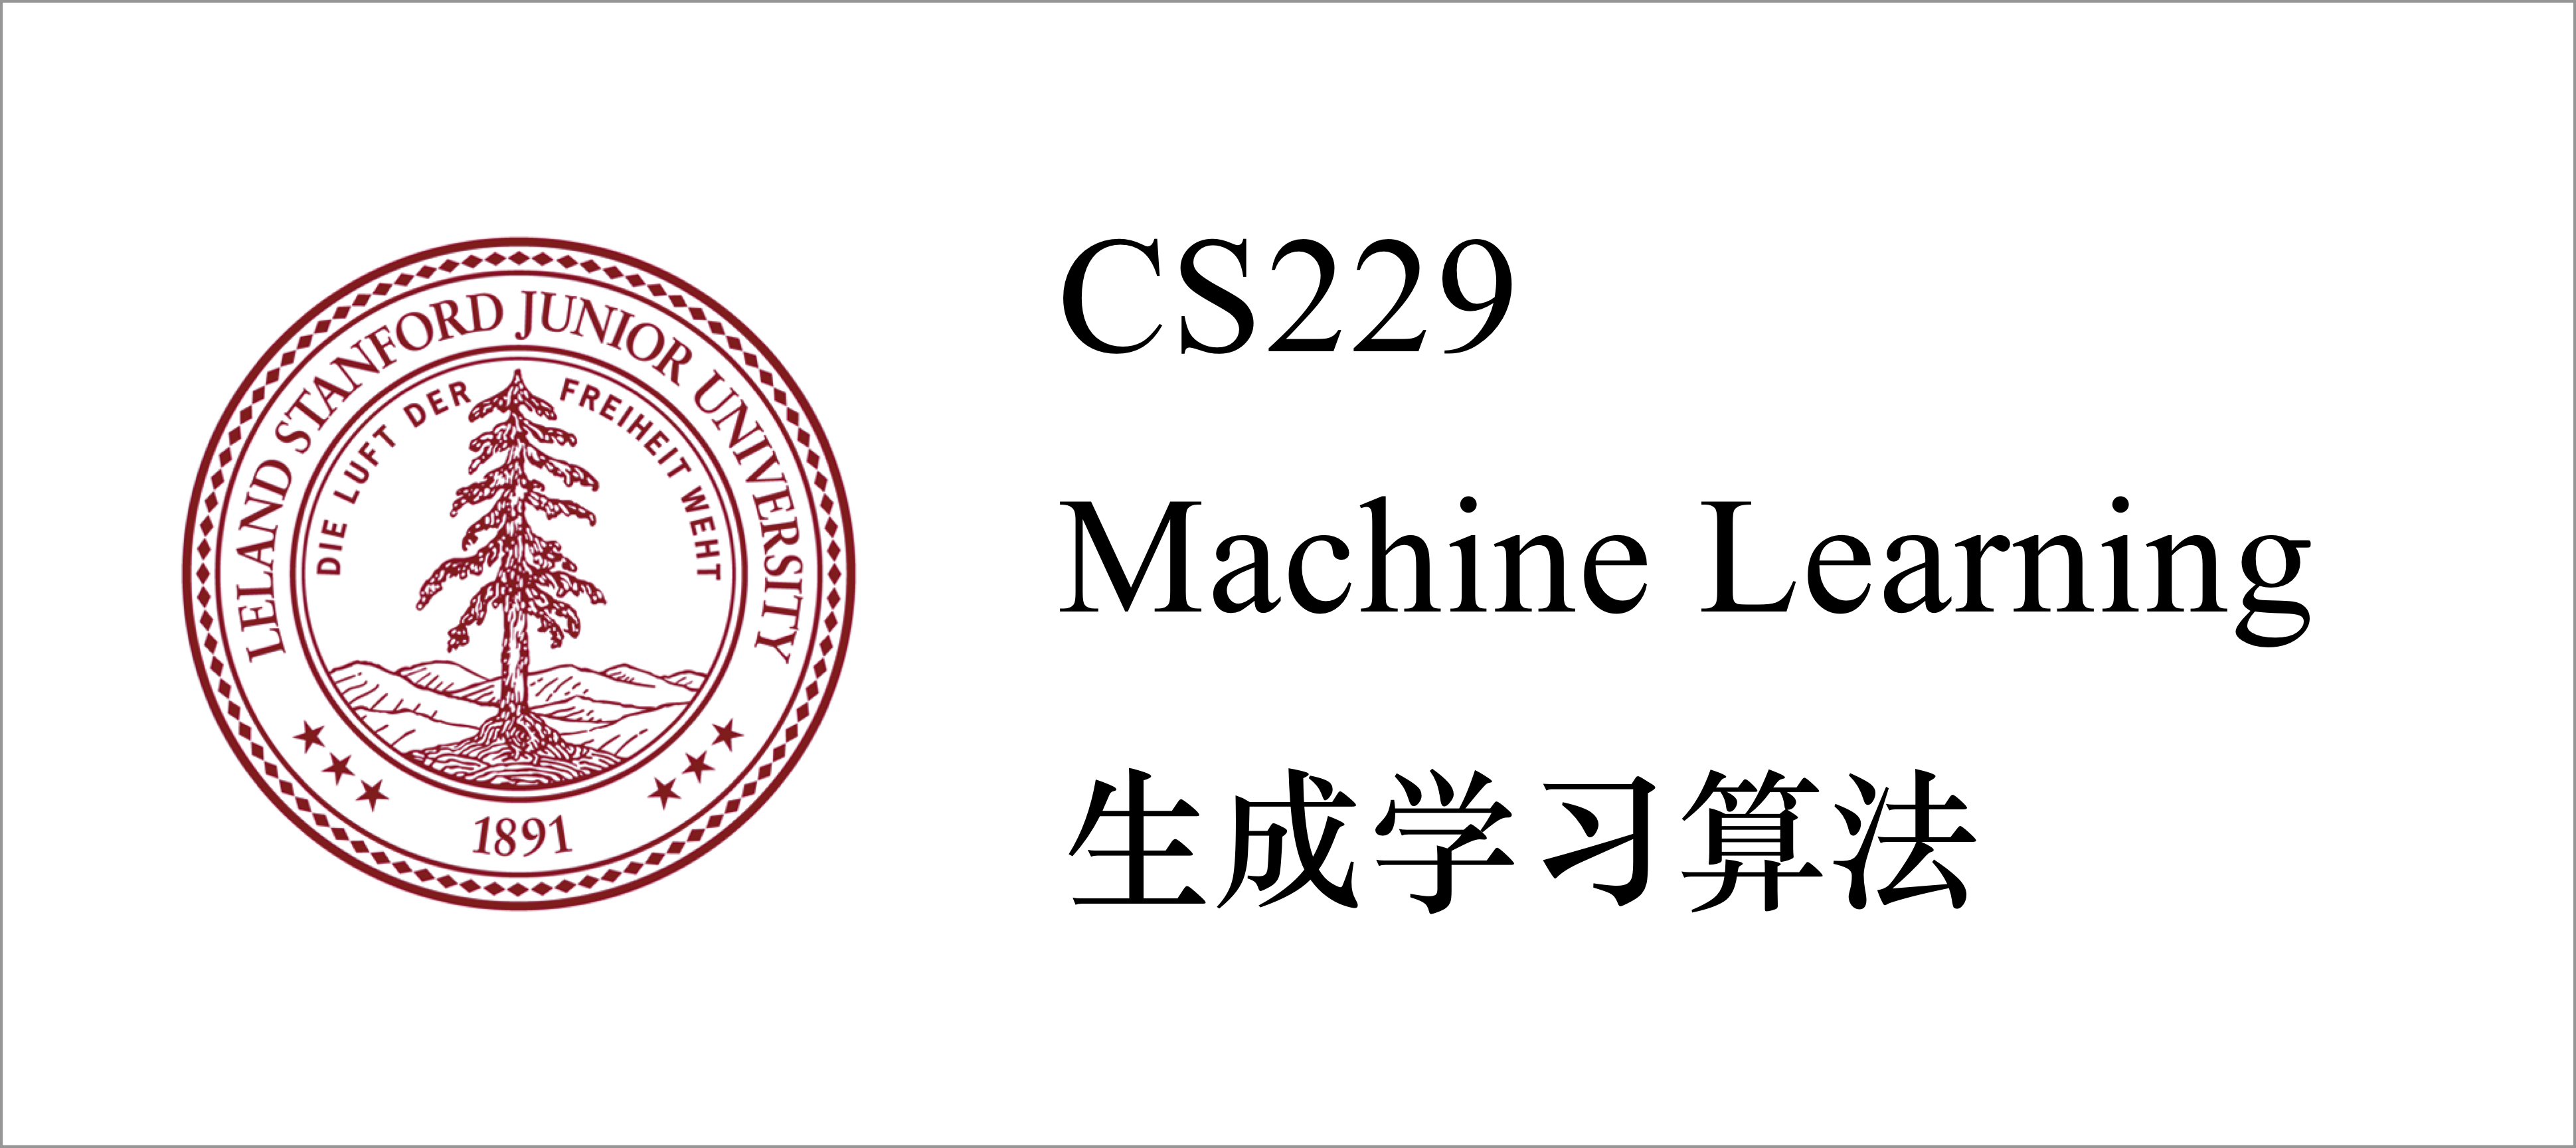 LELAND STANFORD JUNIOR UNIVERSITY
DIE LUFT DER FREIHEIT WEHT
1891
CS229
Machine Learning
生成学习算法